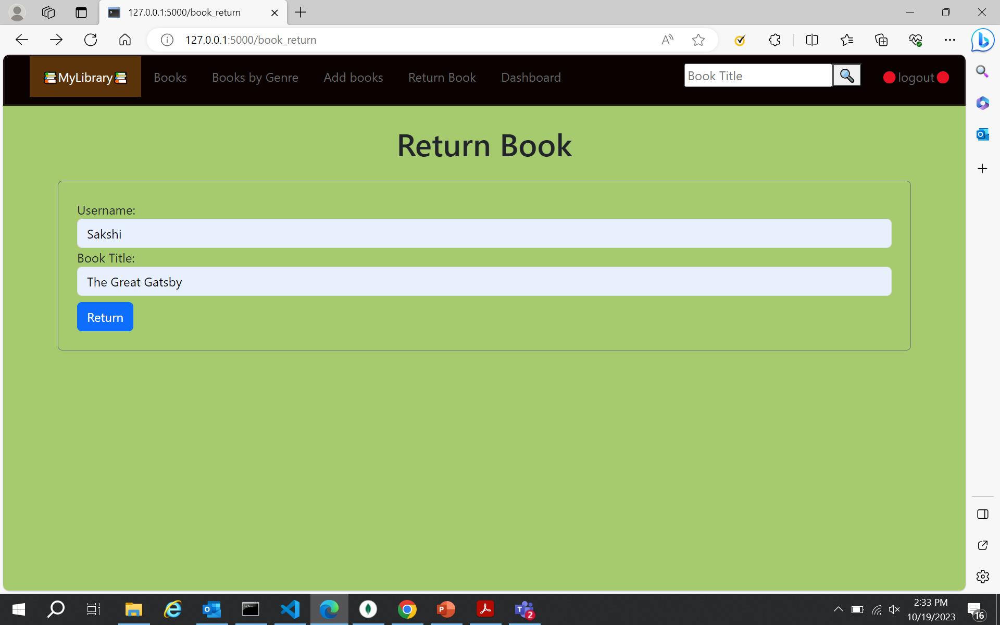 127.0.0.1:5000/book_return
127.0.0.1:5000/book_return
MyLibrary Books Books by Genre Add books Return Book Dashboard Book Title logout
Return Book
Username:
Sakshi
Book Title:
The Great Gatsby
Return
2:33 PM
10/19/2023
16
2